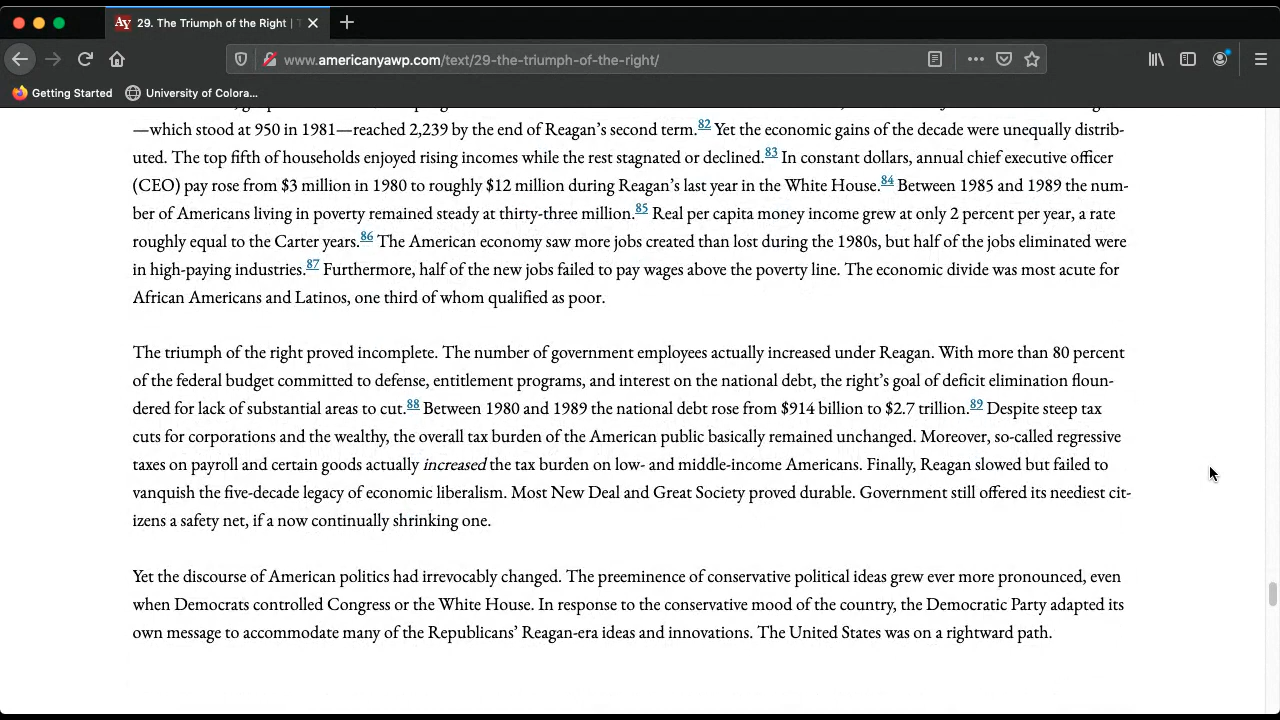 29. The Triumph of the Right |
www.americanyawp.com/text/29-the-triumph-of-the-right/
Getting Started
University of Colora...
—which stood at 950 in 1981—reached 2,239 by the end of Reagan’s second term.82 Yet the economic gains of the decade were unequally distrib-
uted. The top fifth of households enjoyed rising incomes while the rest stagnated or declined.83 In constant dollars, annual chief executive officer
(CEO) pay rose from $3 million in 1980 to roughly $12 million during Reagan’s last year in the White House.84 Between 1985 and 1989 the num-
ber of Americans living in poverty remained steady at thirty-three million.85 Real per capita money income grew at only 2 percent per year, a rate
roughly equal to the Carter years.86 The American economy saw more jobs created than lost during the 1980s, but half of the jobs eliminated were
in high-paying industries.87 Furthermore, half of the new jobs failed to pay wages above the poverty line. The economic divide was most acute for
African Americans and Latinos, one third of whom qualified as poor.
The triumph of the right proved incomplete. The number of government employees actually increased under Reagan. With more than 80 percent
of the federal budget committed to defense, entitlement programs, and interest on the national debt, the right’s goal of deficit elimination floun-
dered for lack of substantial areas to cut.88 Between 1980 and 1989 the national debt rose from $914 billion to $2.7 trillion.89 Despite steep tax
cuts for corporations and the wealthy, the overall tax burden of the American public basically remained unchanged. Moreover, so-called regressive
taxes on payroll and certain goods actually increased the tax burden on low- and middle-income Americans. Finally, Reagan slowed but failed to
vanquish the five-decade legacy of economic liberalism. Most New Deal and Great Society proved durable. Government still offered its neediest cit-
izens a safety net, if a now continually shrinking one.
Yet the discourse of American politics had irrevocably changed. The preeminence of conservative political ideas grew ever more pronounced, even
when Democrats controlled Congress or the White House. In response to the conservative mood of the country, the Democratic Party adapted its
own message to accommodate many of the Republicans’ Reagan-era ideas and innovations. The United States was on a rightward path.